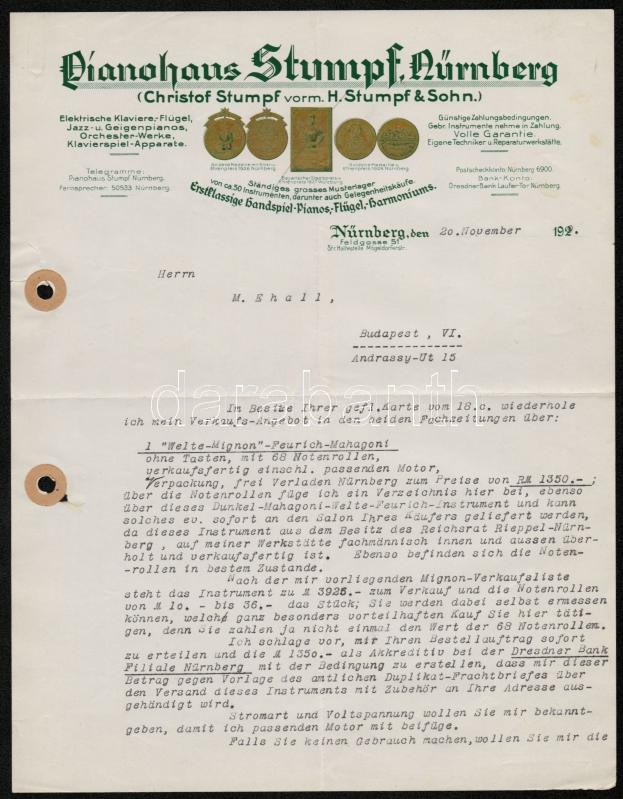 Pianohaus Stumpf, Nürnberg
(Christof Stumpf vorm. H. Stumpf & Sohn.)
Elektrische Klaviere,-Flügel,
Jazz-u. Geigenpianos,
Orchester-Werke,
Klavierspiel-Apparate.
Telegramme:
Pianohaus Stumpf Nürnberg.
Fernsprecher: 50533 Nürnberg.
Günstige Zahlungsbedingungen.
Gebr. Instrumente nehme in Zahlung.
Volle Garantie.
Eigene Techniker u. Reparaturwerkstätte.
Postscheckkonto: Nürnberg 6900.
Bank-Konto:
Dresdner Bank Laufer-Tor Nürnberg.
Ständiges grosses Musterlager
von ca. 50 Instrumenten, darunter auch Gelegenheitskäufe.
Erstklassige Handspiel-Pianos,-Flügel,-Harmoniums.
Nürnberg, den 20.November 192
Feldgasse 51
Herrn
M. Ehall,
Budapest , VI.
Andrassy-Ut 15
Im Besitze Ihrer gefl.Karte vom 18.c. wiederhole
ich mein Verkaufs-Angebot in den beiden Fachzeitungen über:
1 "Welte-Mignon"-Feurich-Mahagoni
ohne Tasten, mit 68 Notenrollen,
verkaufsfertig einschl. passenden Motor,
Verpackung, frei Verladen Nürnberg zum Preise von RM 1350.- ;
über die Notenrollen füge ich ein Verzeichnis hier bei, ebenso
über dieses Dunkel-Mahagoni-Welte-Feurich-Instrument und kann
solches ev. sofort an den Salon Ihres Käufers geliefert werden,
da dieses Instrument aus dem Besitz des Reichsrat Rieppel-Nürn-
berg , auf meiner Werkstätte fachmännisch innen und aussen über-
holt und verkaufsfertig ist. Ebenso befinden sich die Noten-
-rollen in bestem Zustande.
Nach der mir vorliegenden Mignon-Verkaufsliste
steht das Instrument zu M 3925.- zum Verkauf und die Notenrollen
von M 10.- bis 36.- das Stück; Sie werden dabei selbst ermessen
können, welch ganz besonders vorteilhaften Kauf Sie hier täti-
gen, denn Sie zahlen ja nicht einmal den Wert der 68 Notenrollen.
Ich schlage vor, mir Ihren Bestellauftrag sofort
zu erteilen und die M 1350.- als Akkreditiv bei der Dresdner Bank
Filiale Nürnberg mit der Bedingung zu erstellen, dass mir dieser
Betrag gegen Vorlage des amtlichen Duplikat-Frachtbriefes über
den Versand dieses Instruments mit Zubehör an Ihre Adresse aus-
gehändigt wird.
Stromart und Voltspannung wollen Sie mir bekannt-
geben, damit ich passenden Motor mit beifüge.
Falls Sie keinen Gebrauch machen,wollen Sie mir die
darabanth